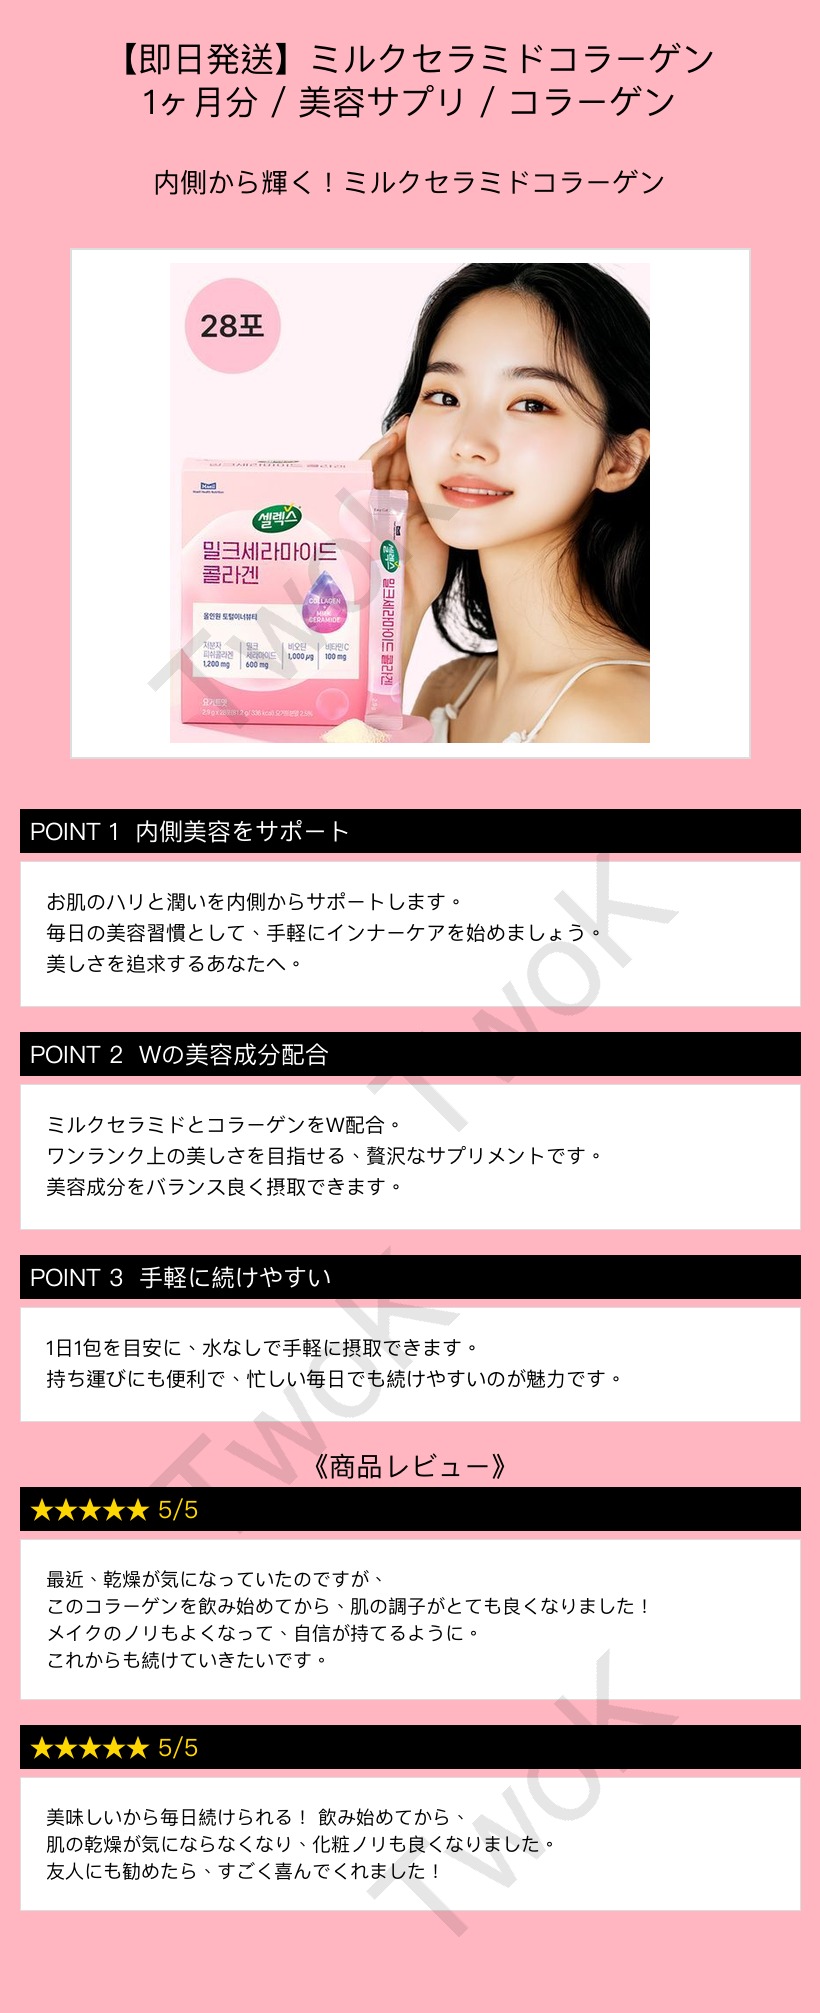 【即日発送】ミルクセラミドコラーゲン
1ヶ月分 / 美容サプリ / コラーゲン
内側から輝く！ミルクセラミドコラーゲン
28포
Maeil
Maeil Health Nutrition
셀렉스
밀크세라마이드
콜라겐
COLLAGEN
MILK
CERAMIDE
올인원 토탈이너뷰티
저분자
피쉬콜라겐
1,200 mg
밀크
세라마이드
600 mg
비오틴
1,000 μg
비타민C
100 mg
요거트맛
셀렉스
밀크세라마이드 콜라겐
TwoK
POINT 1 内側美容をサポート
お肌のハリと潤いを内側からサポートします。
毎日の美容習慣として、手軽にインナーケアを始めましょう。
美しさを追求するあなたへ。
TwoK
POINT 2 Wの美容成分配合
ミルクセラミドとコラーゲンをW配合。
ワンランク上の美しさを目指せる、贅沢なサプリメントです。
美容成分をバランス良く摂取できます。
POINT 3 手軽に続けやすい
1日1包を目安に、水なしで手軽に摂取できます。
持ち運びにも便利で、忙しい毎日でも続けやすいのが魅力です。
TwoK
《商品レビュー》
★★★★★ 5/5
最近、乾燥が気になっていたのですが、
このコラーゲンを飲み始めてから、肌の調子がとても良くなりました！
メイクのノリもよくなって、自信が持てるように。
これからも続けていきたいです。
★★★★★ 5/5
美味しいから毎日続けられる！ 飲み始めてから、
肌の乾燥が気にならなくなり、化粧ノリも良くなりました。
友人にも勧めたら、すごく喜んでくれました！
TwoK